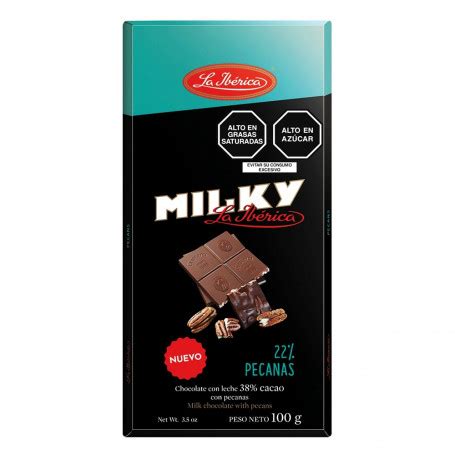 La Ibérica
ALTO EN
GRASAS
SATURADAS
ALTO EN
AZÚCAR
EVITAR SU CONSUMO
EXCESIVO
MILKY
La Ibérica
NUEVO
22%
PECANAS
Chocolate con leche 38% cacao
con pecanas
Milk chocolate with pecans
Net Wt. 3.5 oz
PESO NETO 100 g
PECANS